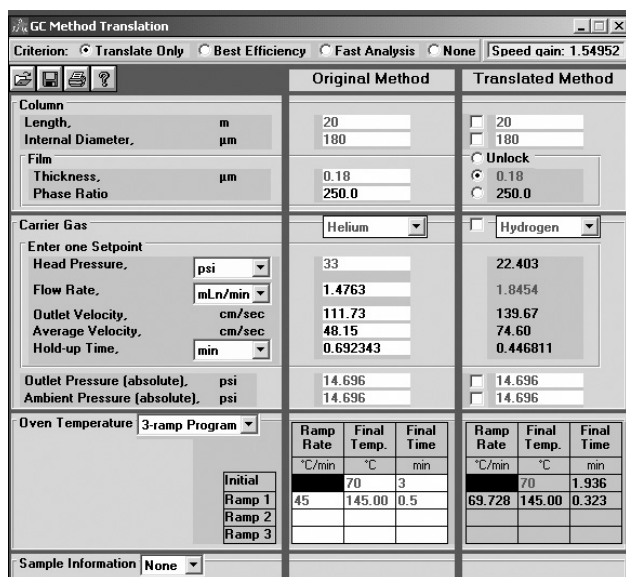 GC Method Translation
Criterion: Translate Only Best Efficiency Fast Analysis None Speed gain: 1.54952
Original Method Translated Method
Column
Length, m 20 20
Internal Diameter, µm 180 180
Film Unlock
Thickness, µm 0.18 0.18
Phase Ratio 250.0 250.0
Carrier Gas Helium Hydrogen
Enter one Setpoint
Head Pressure, psi 33 22.403
Flow Rate, mLn/min 1.4763 1.8454
Outlet Velocity, cm/sec 111.73 139.67
Average Velocity, cm/sec 48.15 74.60
Hold-up Time, min 0.692343 0.446811
Outlet Pressure (absolute), psi 14.696 14.696
Ambient Pressure (absolute), psi 14.696 14.696
Oven Temperature 3-ramp Program
Ramp Rate Final Temp. Final Time Ramp Rate Final Temp. Final Time
°C/min °C min °C/min °C min
Initial 70 3 70 1.936
Ramp 1 45 145.00 0.5 69.728 145.00 0.323
Ramp 2
Ramp 3
Sample Information None